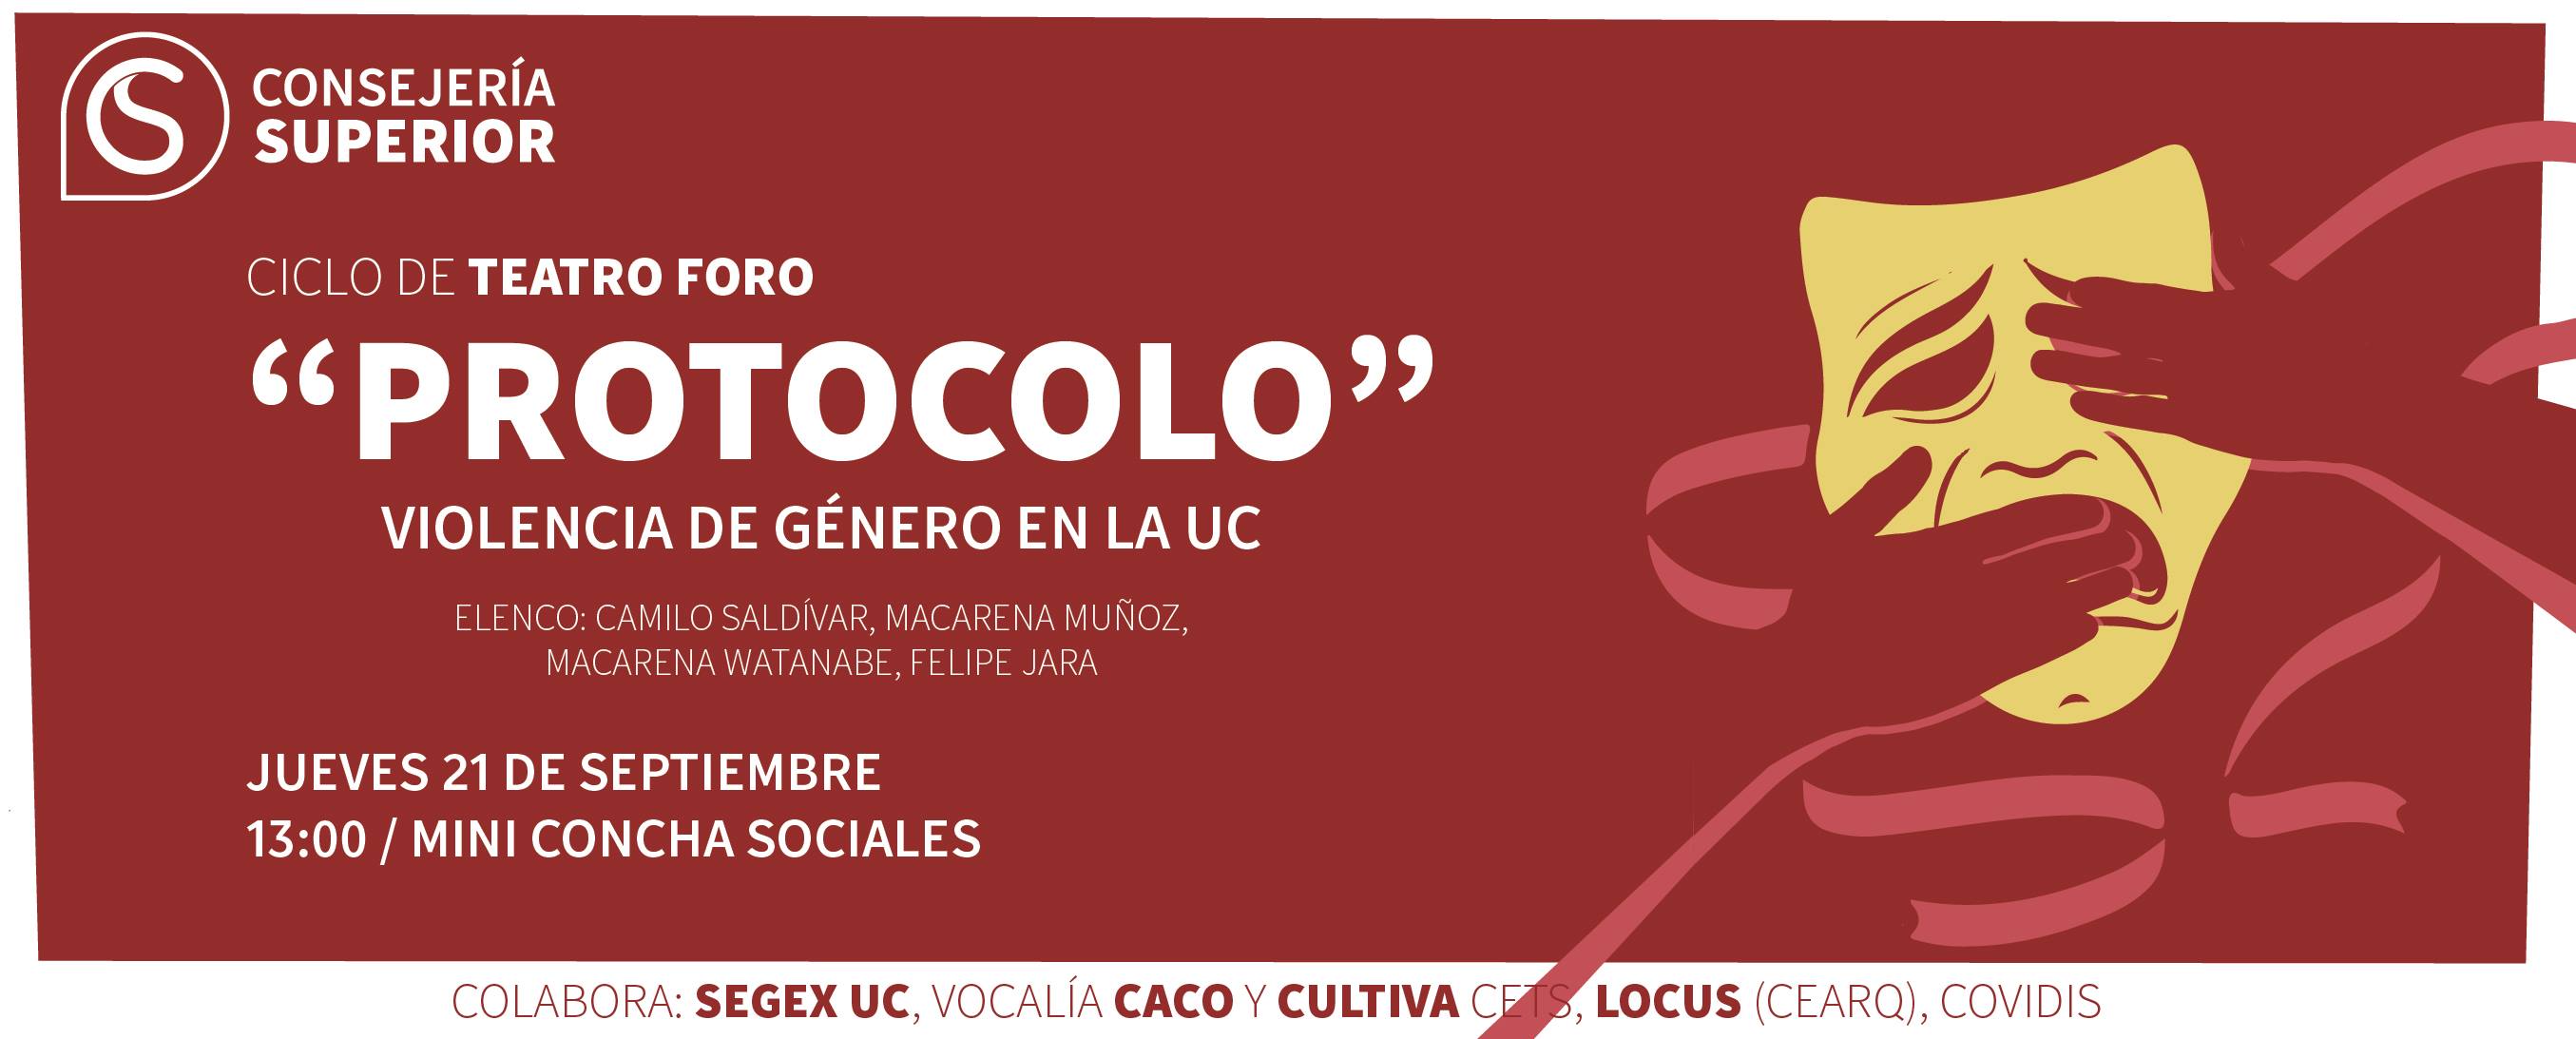 CONSEJERÍA
SUPERIOR
CICLO DE TEATRO FORO
“PROTOCOLO”
VIOLENCIA DE GÉNERO EN LA UC
ELENCO: CAMILO SALDÍVAR, MACARENA MUÑOZ,
MACARENA WATANABE, FELIPE JARA
JUEVES 21 DE SEPTIEMBRE
13:00 / MINI CONCHA SOCIALES
COLABORA: SEGEX UC, VOCALÍA CACO Y CULTIVA CETS, LOCUS (CEARQ), COVIDIS